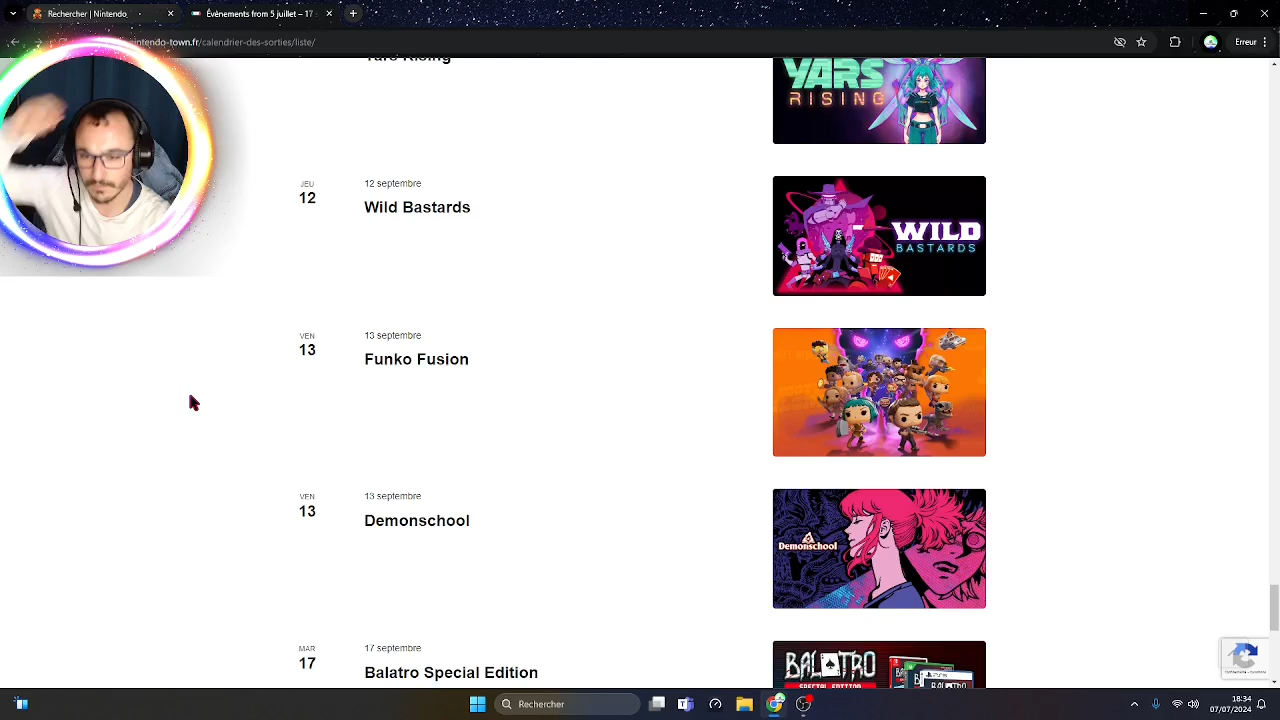 Rechercher | Nintendo
Évènements from 5 juillet – 17
intendo-town.fr/calendrier-des-sorties/liste/
Erreur
Yars Rising
YARS
RISING
JEU
12
12 septembre
Wild Bastards
WILD
BASTARDS
VEN
13
13 septembre
Funko Fusion
VEN
13
13 septembre
Demonschool
Demonschool
MAR
17
17 septembre
Balatro Special Edition
BALATRO
SPECIAL EDITION
Rechercher
18:34
07/07/2024